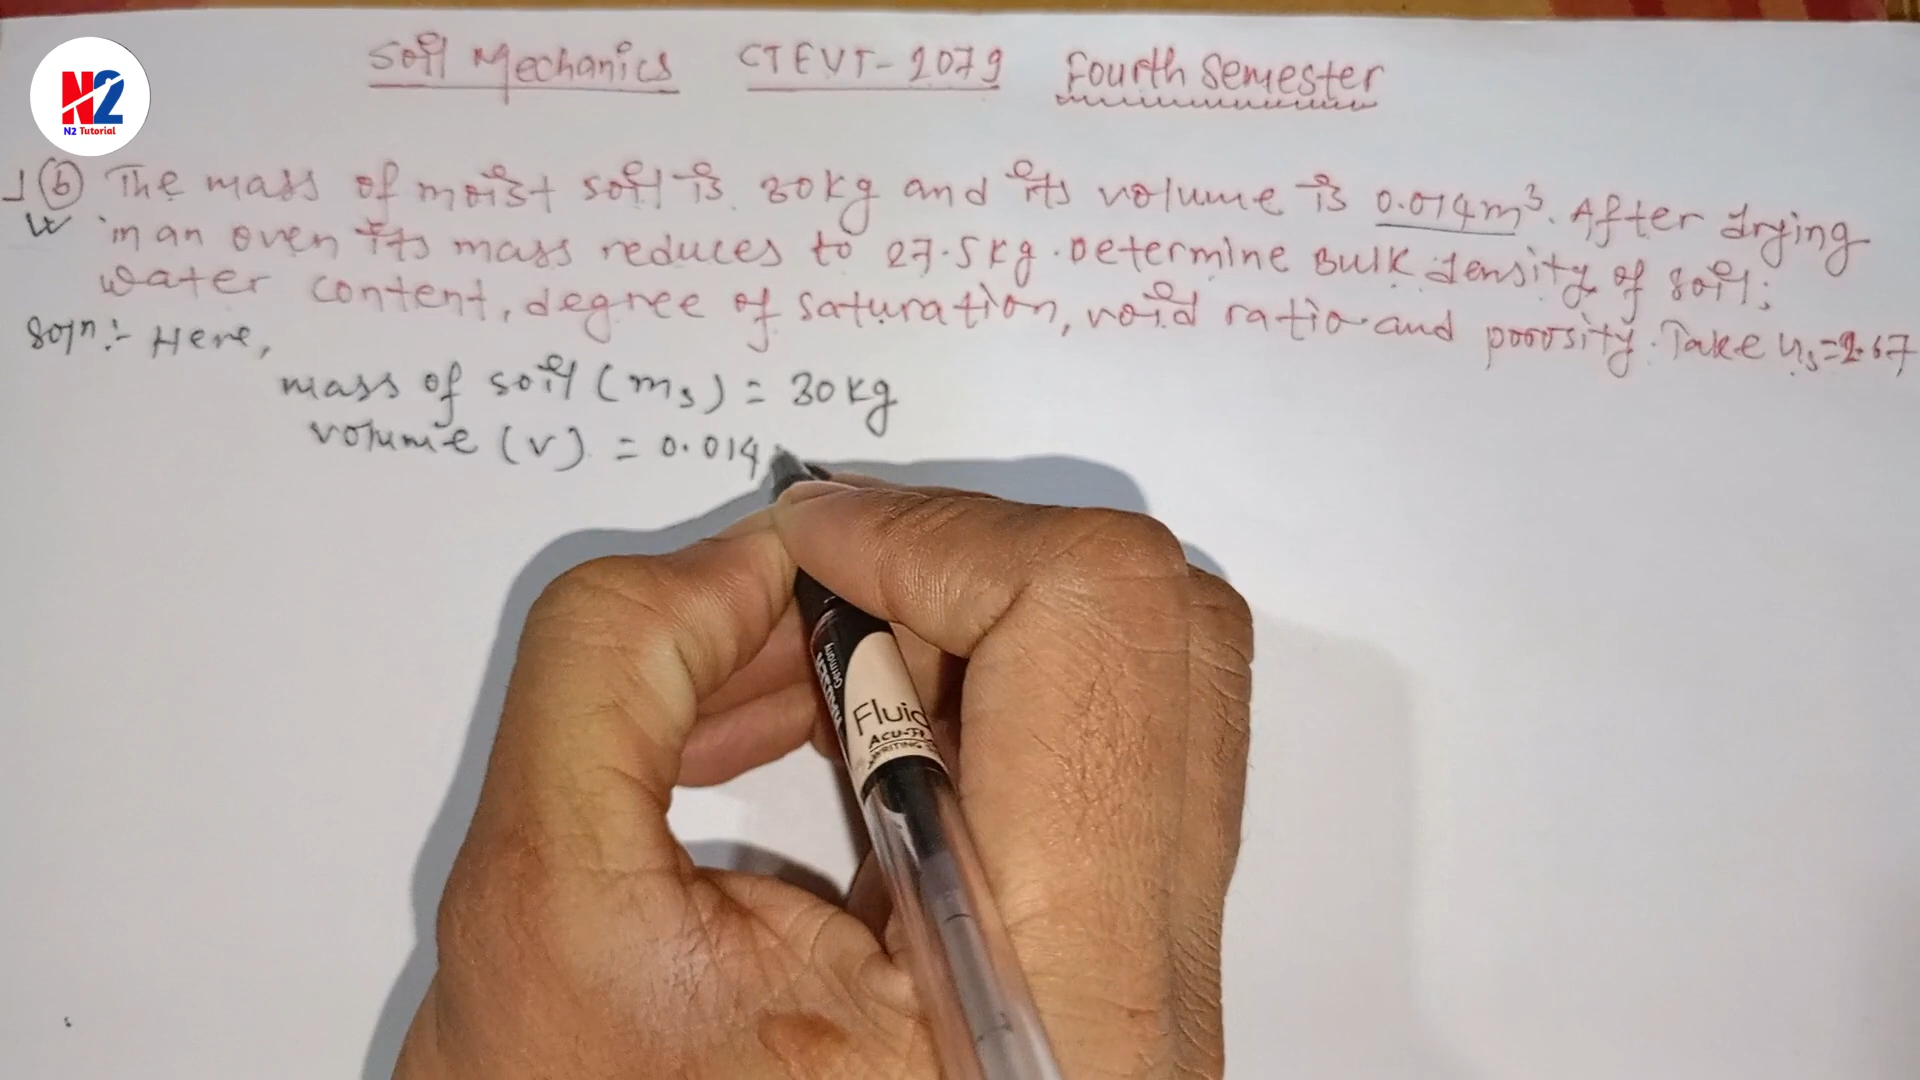 N2
N2 Tutorial
Soil Mechanics CTEVT-2079 Fourth Semester
1 (b) The mass of moist soil is 30kg and its volume is 0.014m³. After drying
in an oven its mass reduces to 27.5kg. Determine Bulk density of soil;
water content, degree of saturation, void ratio and porosity. Take Gs=2.67
Soln:- Here,
mass of soil (ms) = 30kg
volume (v) = 0.014
Germany
Fluid
WRITING